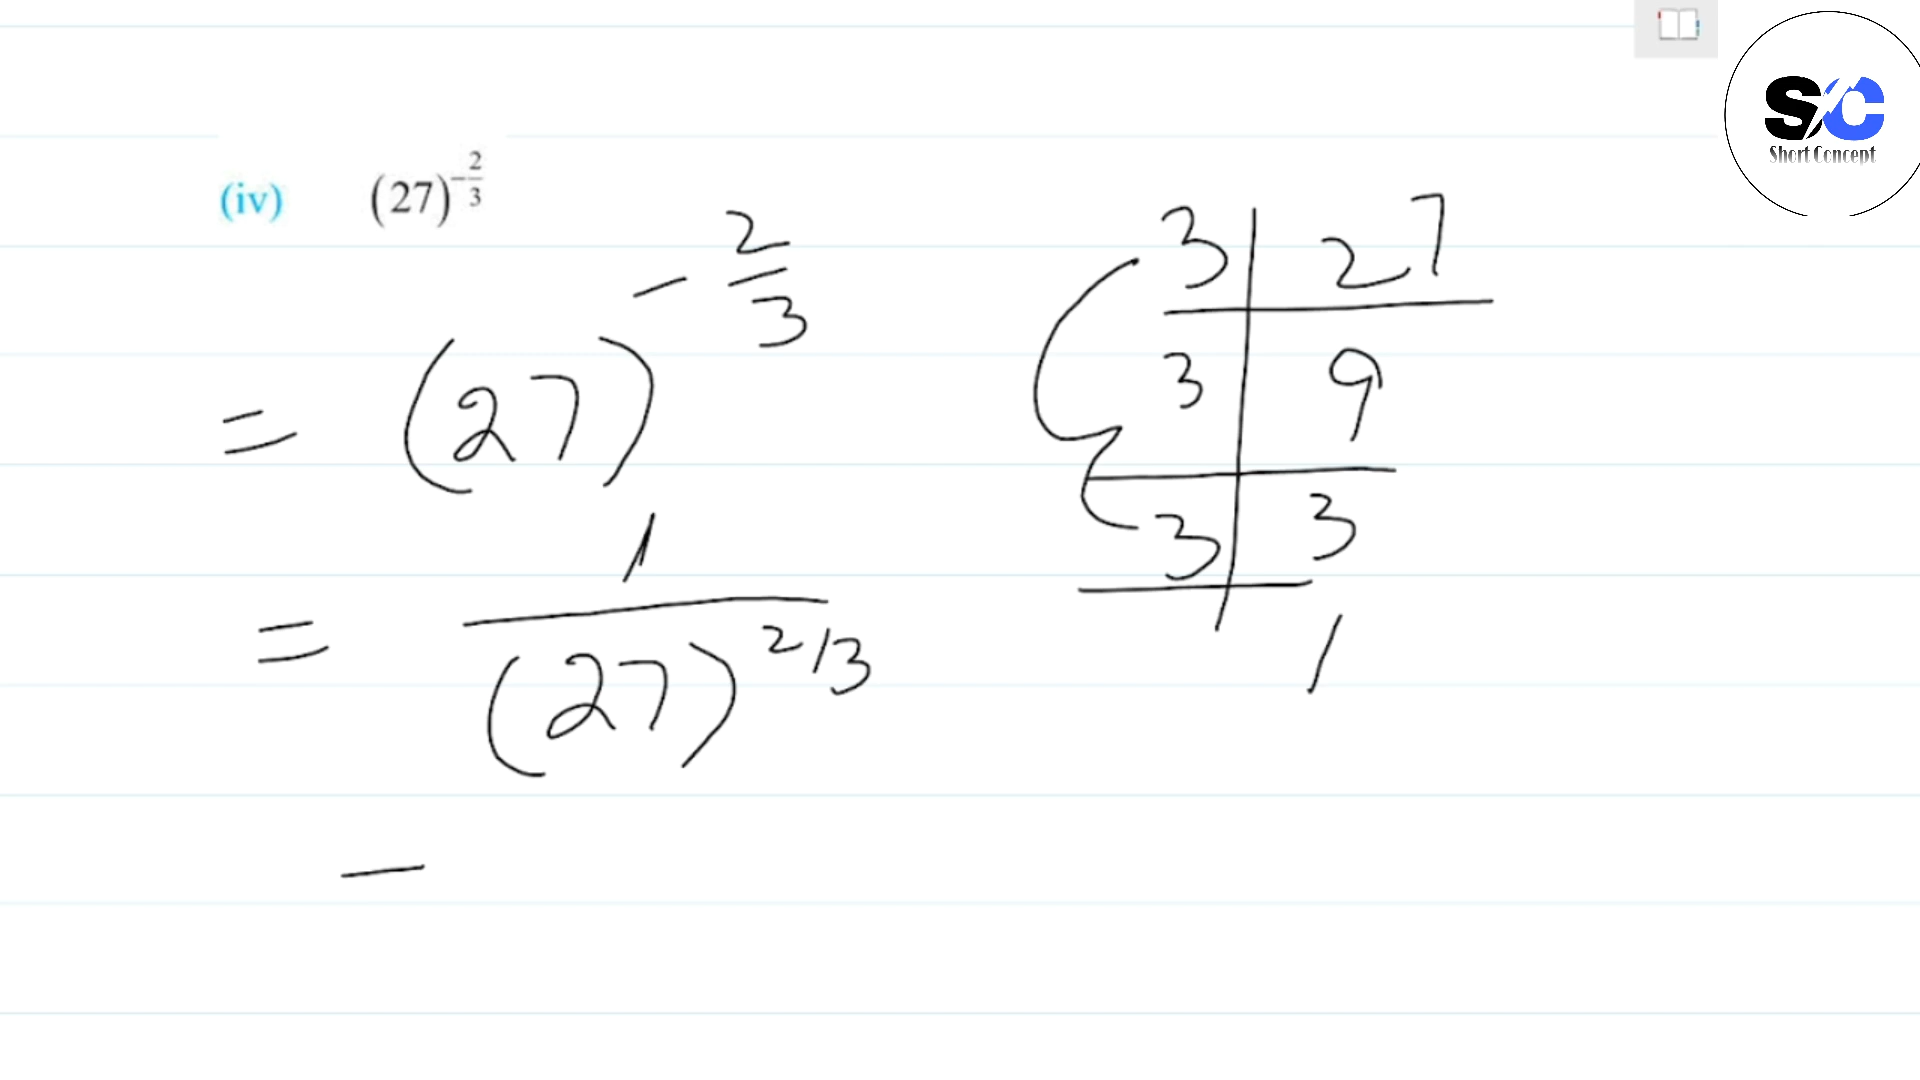 SC
Short Concept
(iv) (27)^{-2/3}
= (27)^{-2/3}
= 1/(27)^{2/3}
−
3 | 27
3 | 9
3 | 3
1